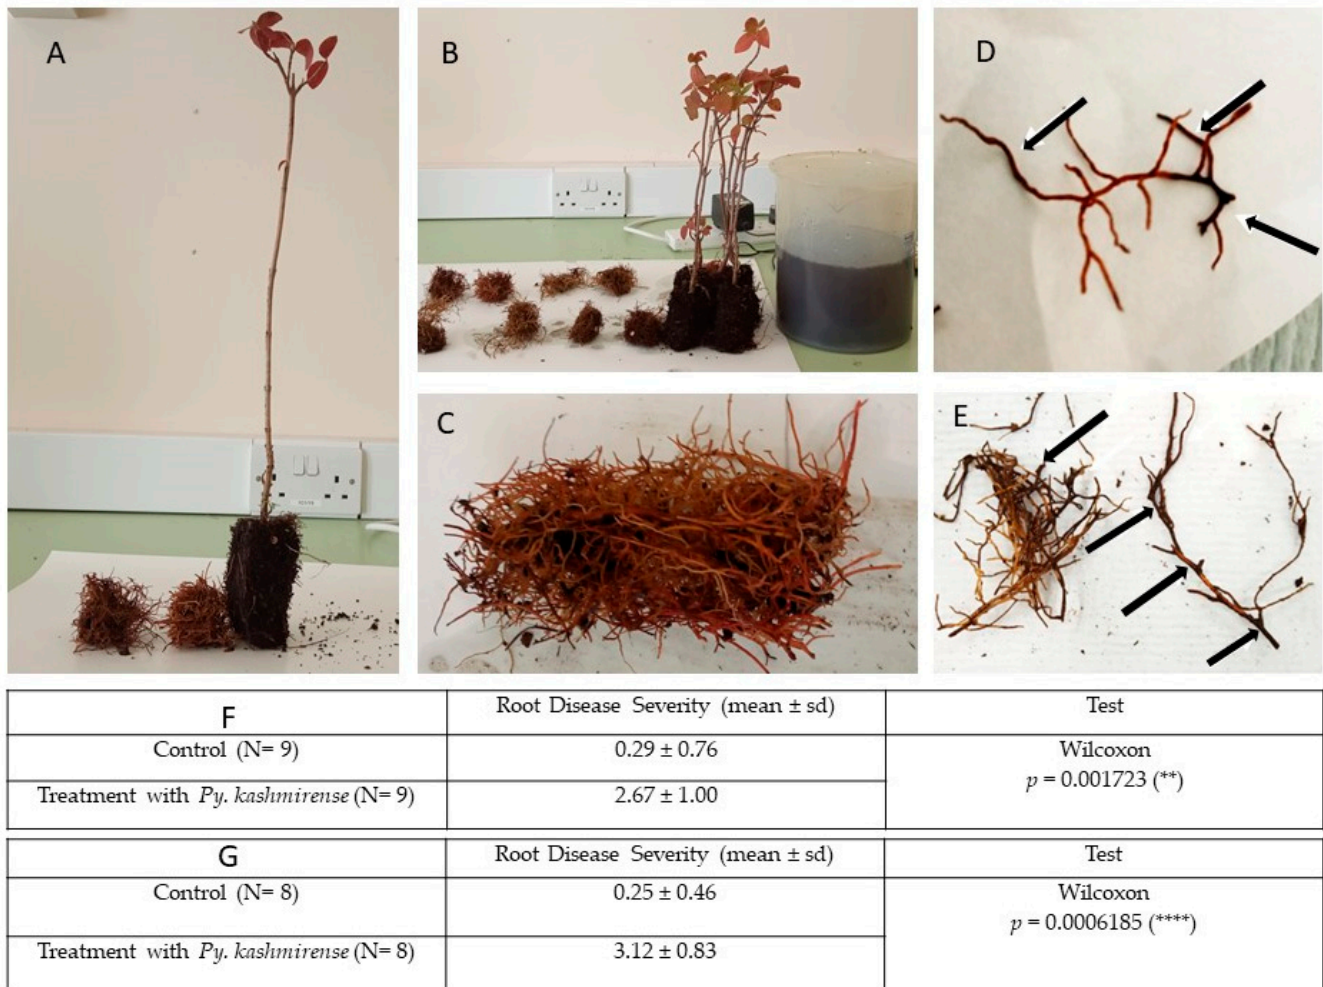 A
B
D
C
E
F
Root Disease Severity (mean ± sd)
Test
Control (N= 9)
0.29 ± 0.76
Wilcoxon
p = 0.001723 (**)
Treatment with Py. kashmirense (N= 9)
2.67 ± 1.00
G
Root Disease Severity (mean ± sd)
Test
Control (N= 8)
0.25 ± 0.46
Wilcoxon
p = 0.0006185 (****)
Treatment with Py. kashmirense (N= 8)
3.12 ± 0.83